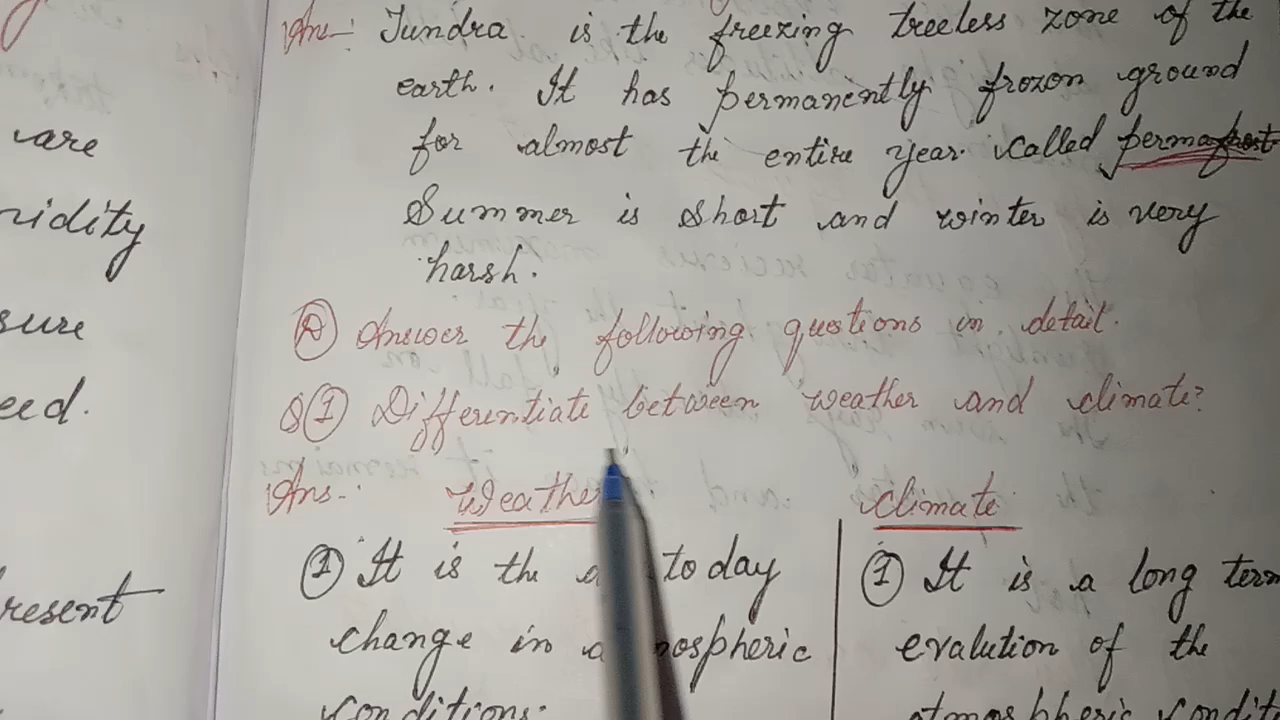 are
sure
resent
Ans:- Tundra is the freezing treeless zone of the
earth. It has permanently frozon ground
for almost the entire year called permafrost
Summer is short and winter is very
harsh.
D Answer the following questions in detail.
Q1 Differentiate between weather and climate?
Ans-:
Weather
Climate
1 It is the to day
change in
conditions.
1 It is a long term
evalution of the
atmospheric